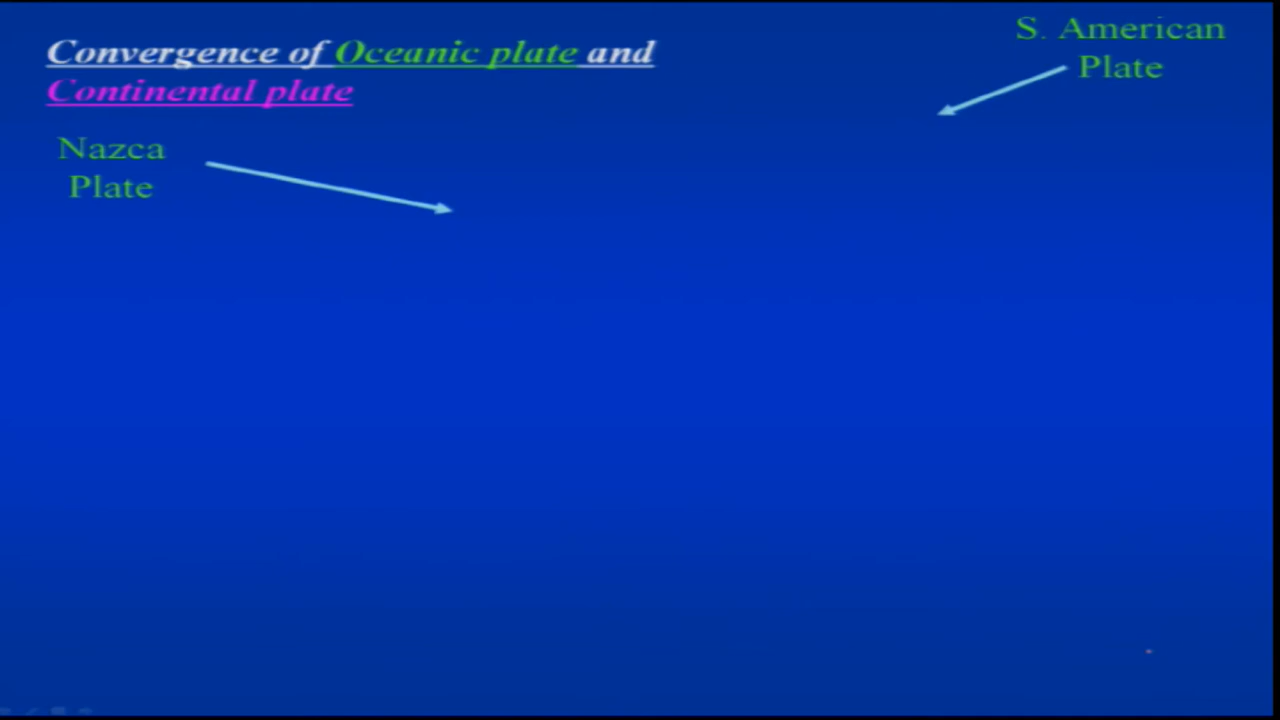 Convergence of Oceanic plate and
Continental plate
S. American
Plate
Nazca
Plate